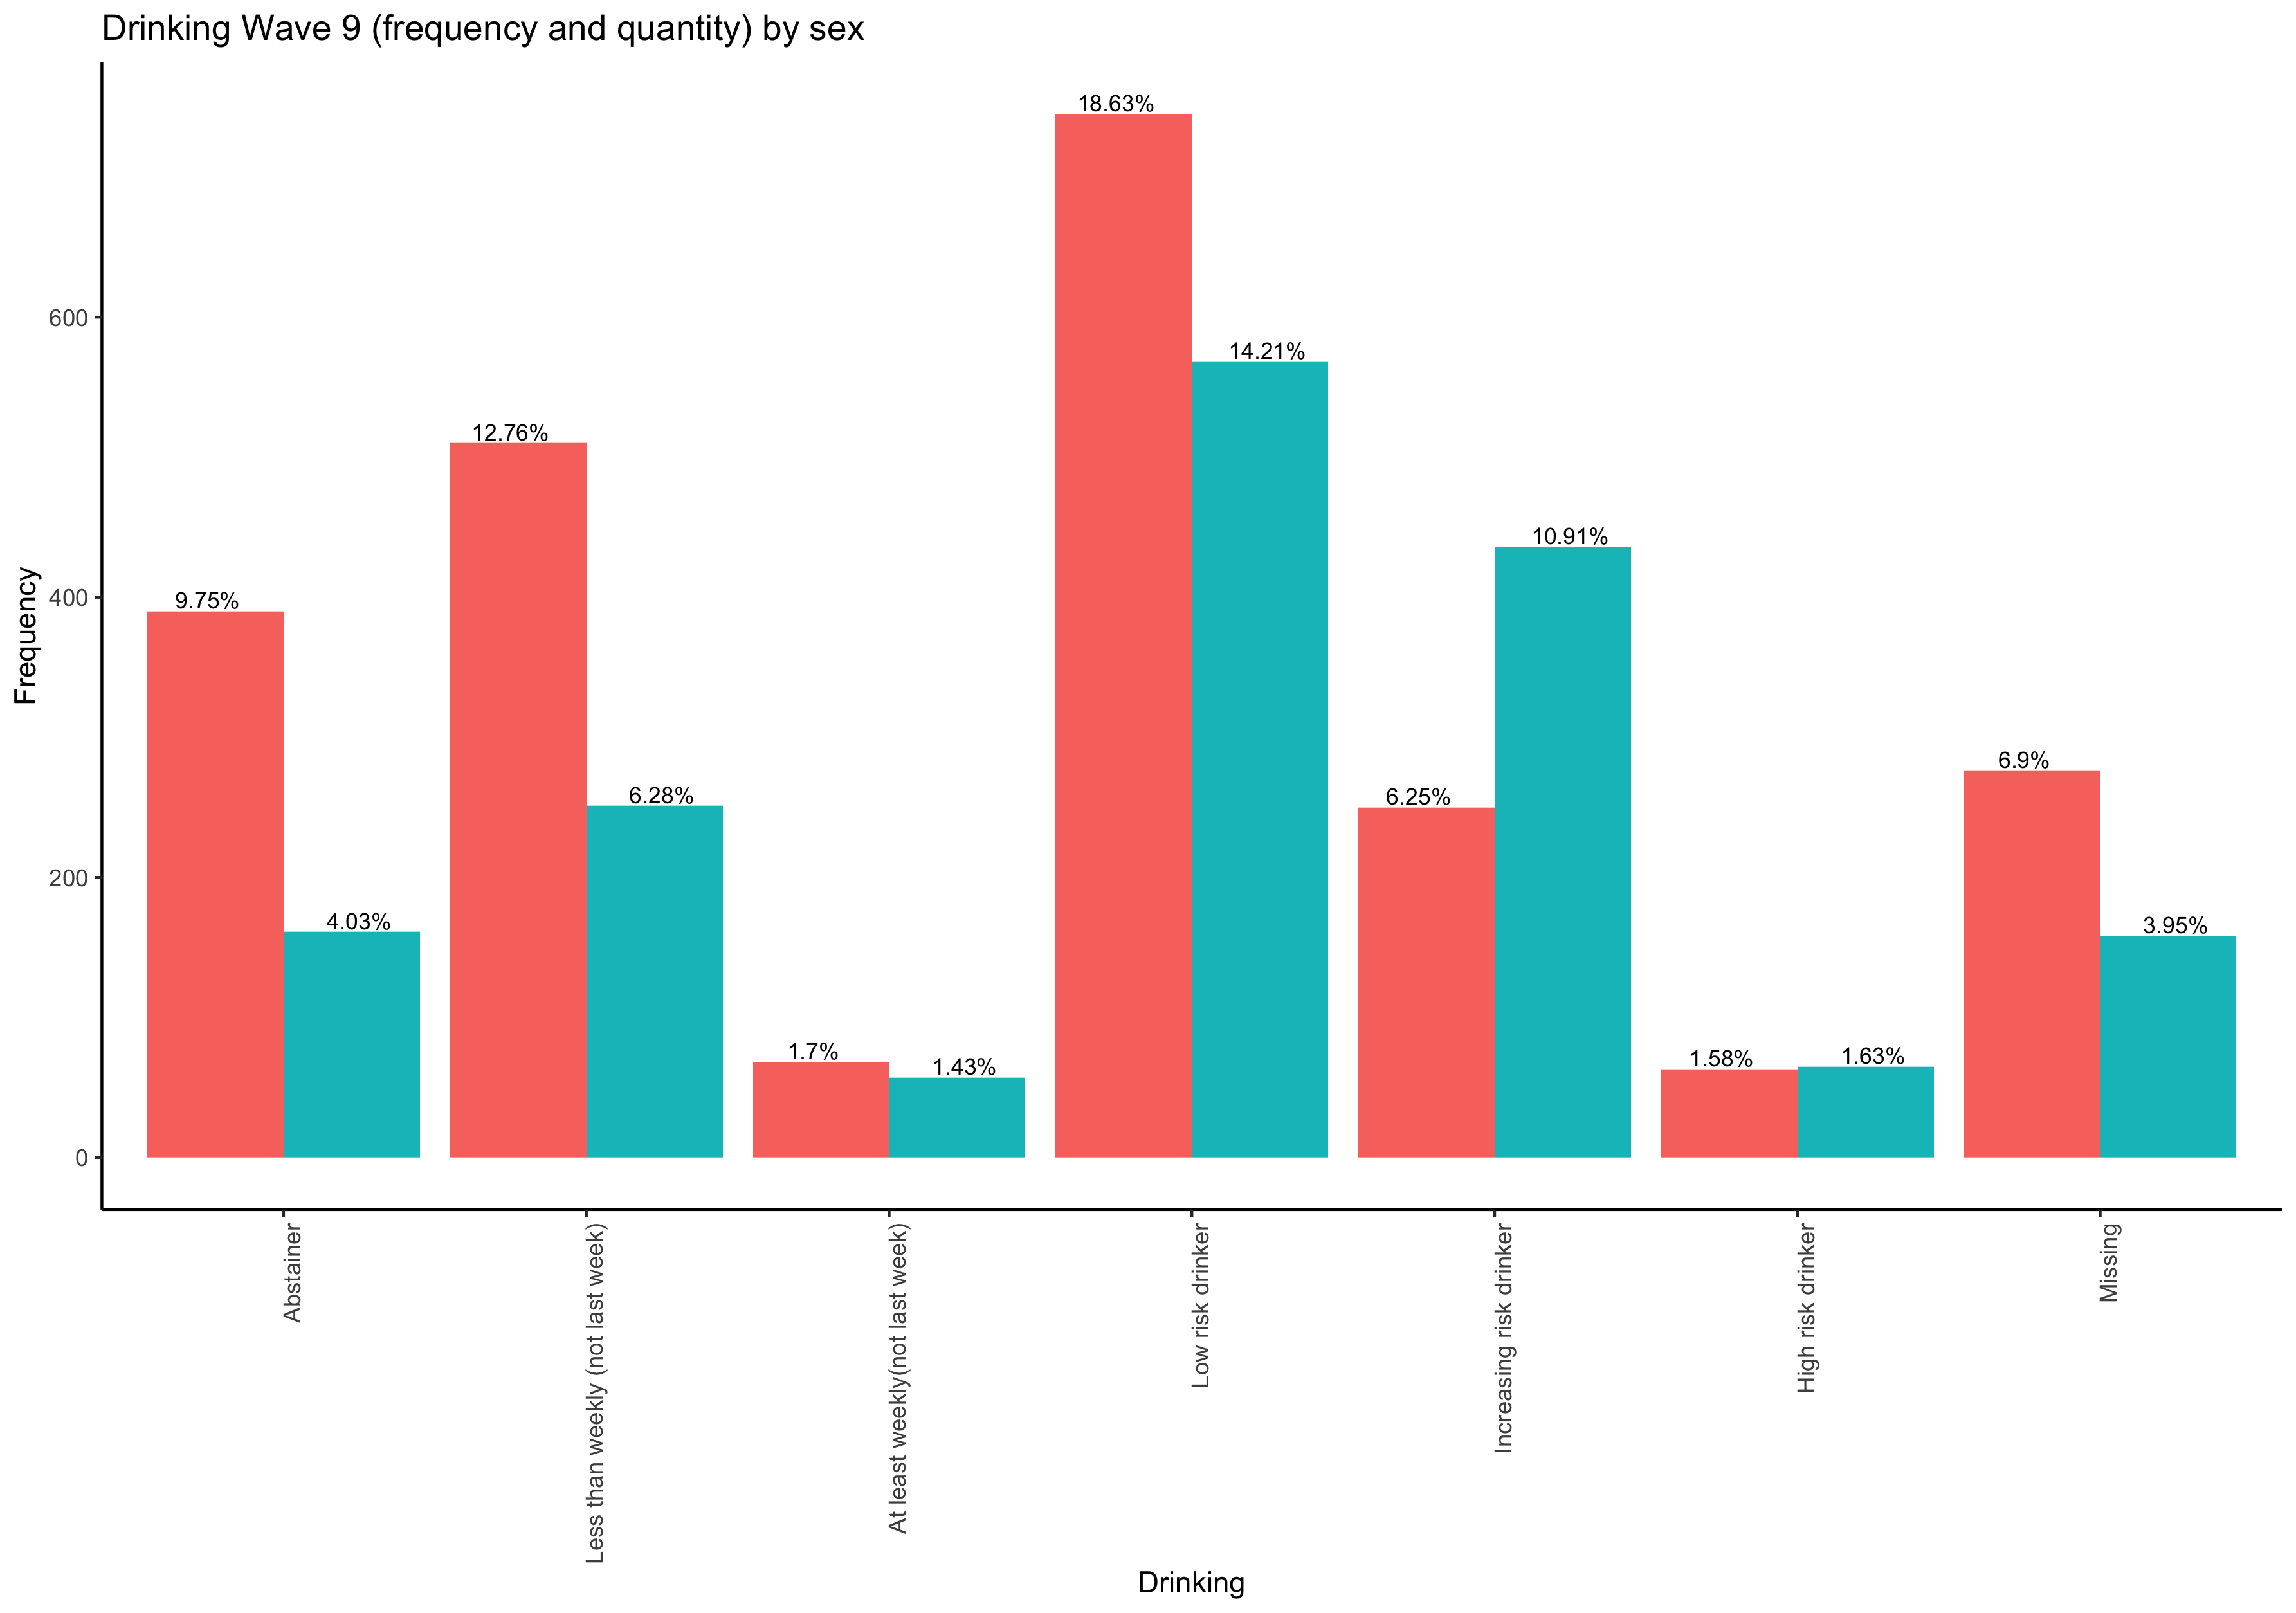 Drinking Wave 9 (frequency and quantity) by sex
Frequency
600
400
200
0
9.75%
4.03%
12.76%
6.28%
1.7%
1.43%
18.63%
14.21%
6.25%
10.91%
1.58%
1.63%
6.9%
3.95%
Abstainer
Less than weekly (not last week)
At least weekly(not last week)
Low risk drinker
Increasing risk drinker
High risk drinker
Missing
Drinking